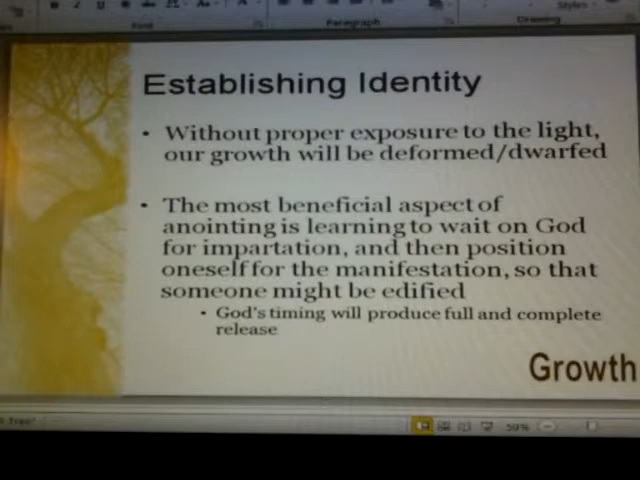 Font
Paragraph
Drawing
Styles
Establishing Identity
• Without proper exposure to the light,
our growth will be deformed/dwarfed
• The most beneficial aspect of
anointing is learning to wait on God
for impartation, and then position
oneself for the manifestation, so that
someone might be edified
• God's timing will produce full and complete
release
Growth
Tree"
59%